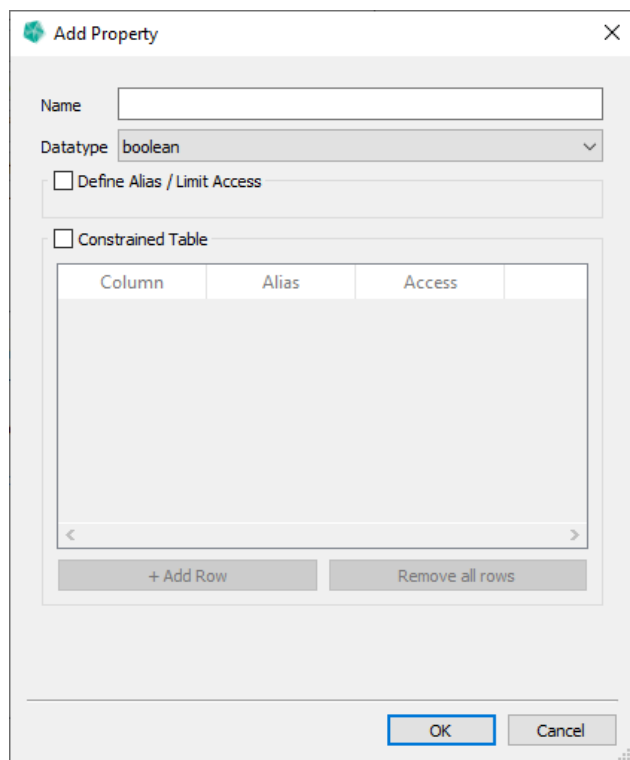 Add Property
Name
Datatype boolean
Define Alias / Limit Access
Constrained Table
Column Alias Access
+ Add Row Remove all rows
OK Cancel